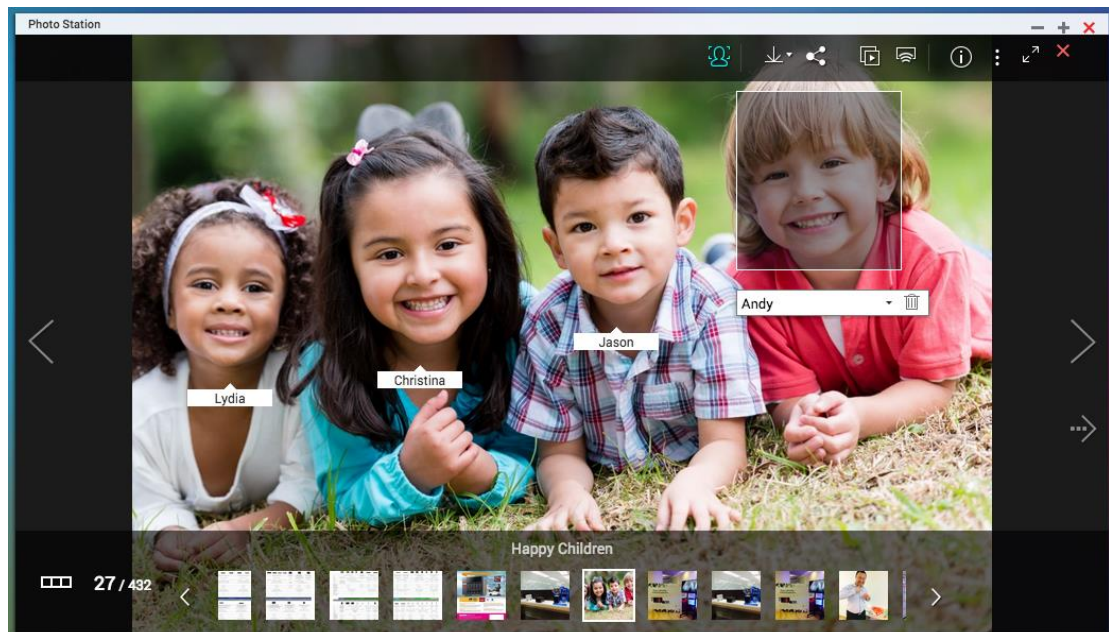 Photo Station
Andy
Jason
Christina
Lydia
Happy Children
27 / 432